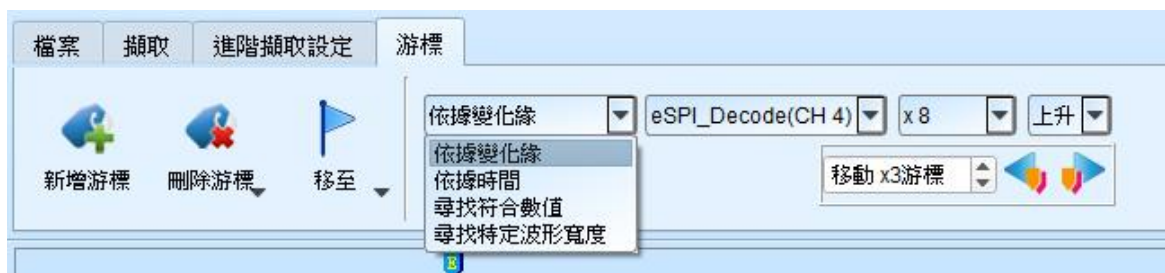 檔案 擷取 進階擷取設定 游標
依據變化緣 eSPI_Decode(CH 4) x 8 上升
新增游標 刪除游標 移至
移動 x3游標
依據變化緣
依據時間
尋找符合數值
尋找特定波形寬度
E